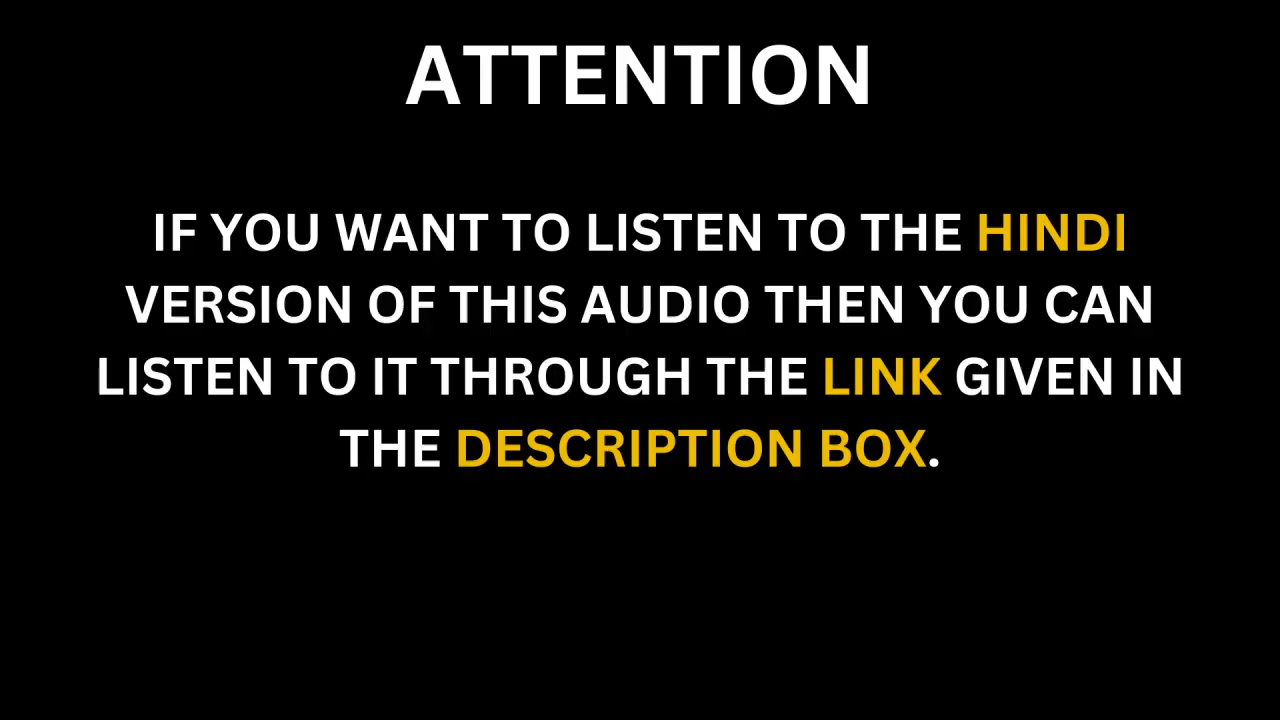 ATTENTION
IF YOU WANT TO LISTEN TO THE HINDI
VERSION OF THIS AUDIO THEN YOU CAN
LISTEN TO IT THROUGH THE LINK GIVEN IN
THE DESCRIPTION BOX.